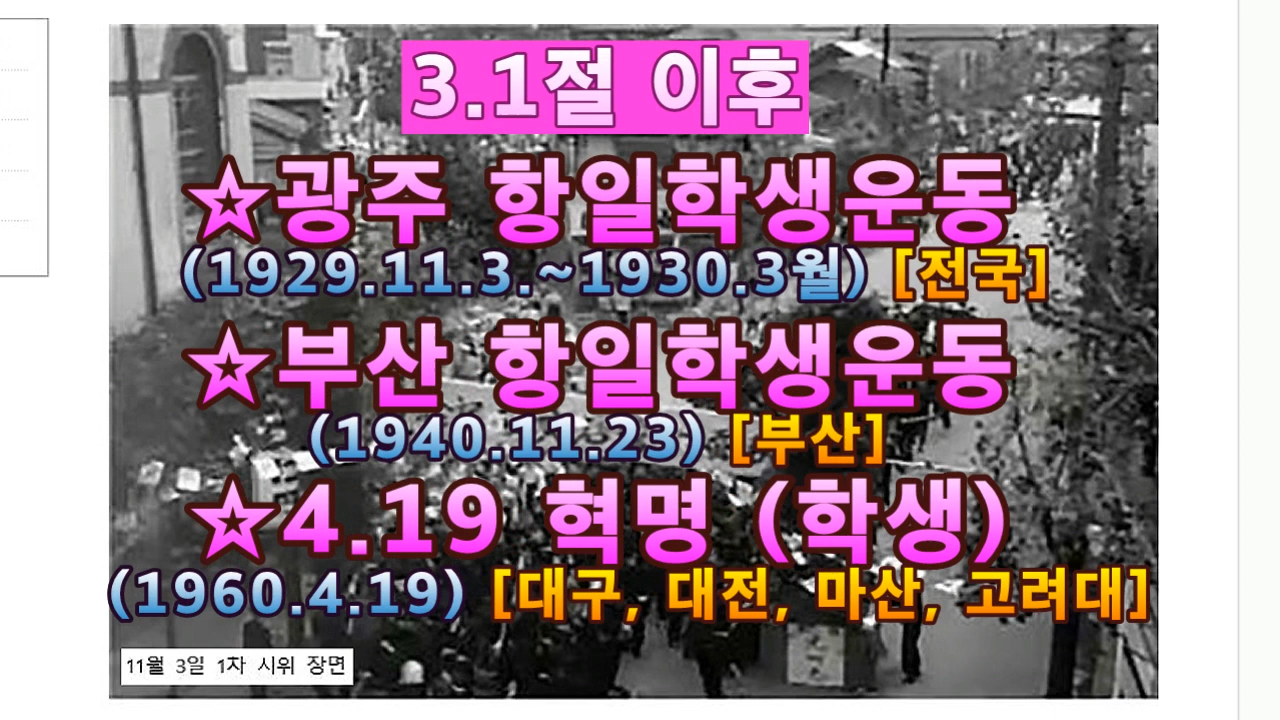 3.1절 이후
☆광주 항일학생운동
(1929.11.3.~1930.3월) [전국]
☆부산 항일학생운동
(1940.11.23) [부산]
☆4.19 혁명 (학생)
(1960.4.19) [대구, 대전, 마산, 고려대]
11월 3일 1차 시위 장면